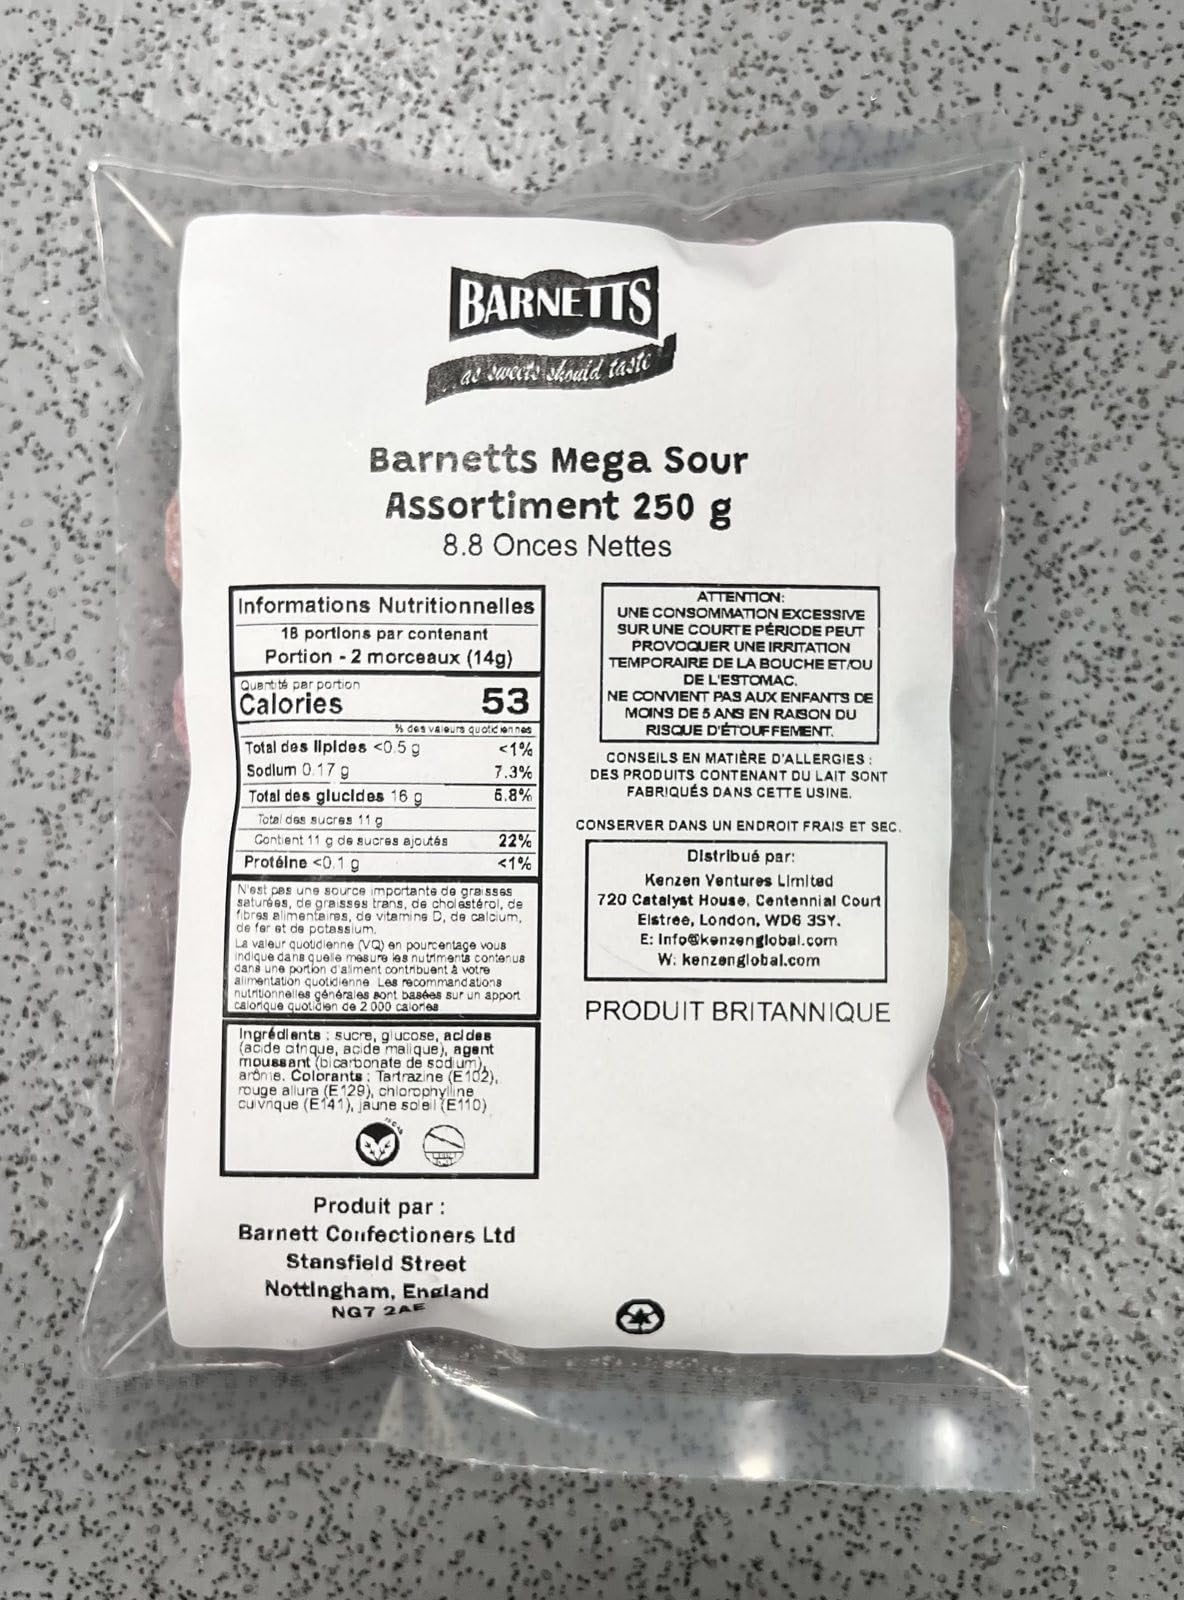 BARNETTS
as sweets should taste
Barnetts Mega Sour
Assortiment 250 g
8.8 Onces Nettes
Informations Nutritionnelles
18 portions par contenant
Portion - 2 morceaux (14g)
Quantité par portion
Calories 53
% des valeurs quotidiennes
Total des lipides <0.5 g <1%
Sodium 0.17 g 7.3%
Total des glucides 16 g 5.8%
Total des sucres 11 g
Contient 11 g de sucres ajoutés 22%
Protéine <0.1 g <1%
N'est pas une source importante de graisses
saturées, de graisses trans, de cholestérol, de
fibres alimentaires, de vitamine D, de calcium,
de fer et de potassium.
La valeur quotidienne (VQ) en pourcentage vous
indique dans quelle mesure les nutriments contenus
dans une portion d'aliment contribuent à votre
alimentation quotidienne Les recommandations
nutritionnelles générales sont basées sur un apport
calorique quotidien de 2 000 calories
Ingrédients : sucre, glucose, acides
(acide citrique, acide malique), agent
moussant (bicarbonate de sodium),
arôme. Colorants : Tartrazine (E102),
rouge allura (E129), chlorophylline
cuivrique (E141), jaune soleil (E110)
VEGAN
Produit par :
Barnett Confectioners Ltd
Stansfield Street
Nottingham, England
NG7 2AE
ATTENTION:
UNE CONSOMMATION EXCESSIVE
SUR UNE COURTE PÉRIODE PEUT
PROVOQUER UNE IRRITATION
TEMPORAIRE DE LA BOUCHE ET/OU
DE L'ESTOMAC.
NE CONVIENT PAS AUX ENFANTS DE
MOINS DE 5 ANS EN RAISON DU
RISQUE D'ÉTOUFFEMENT.
CONSEILS EN MATIÈRE D'ALLERGIES :
DES PRODUITS CONTENANT DU LAIT SONT
FABRIQUÉS DANS CETTE USINE.
CONSERVER DANS UN ENDROIT FRAIS ET SEC.
Distribué par:
Kenzen Ventures Limited
720 Catalyst House, Centennial Court
Elstree, London, WD6 3SY.
E: Info@kenzenglobal.com
W: kenzenglobal.com
PRODUIT BRITANNIQUE